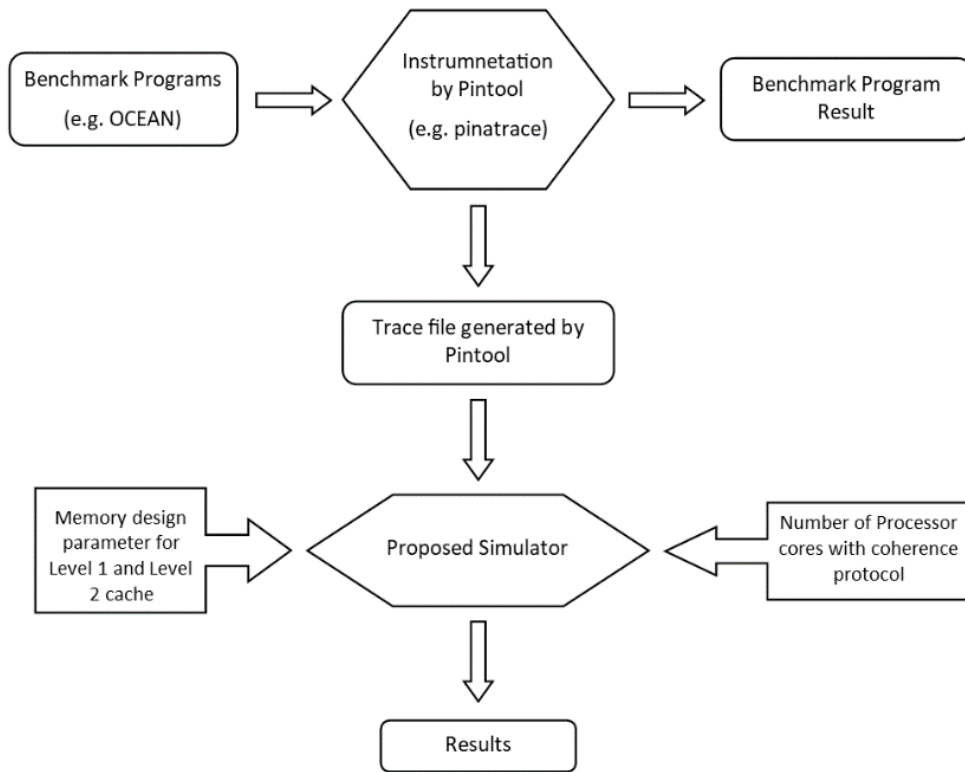 Benchmark Programs
(e.g. OCEAN)
Instrumnetation
by Pintool
(e.g. pinatrace)
Benchmark Program
Result
Trace file generated by
Pintool
Memory design
parameter for
Level 1 and Level
2 cache
Proposed Simulator
Number of Processor
cores with coherence
protocol
Results